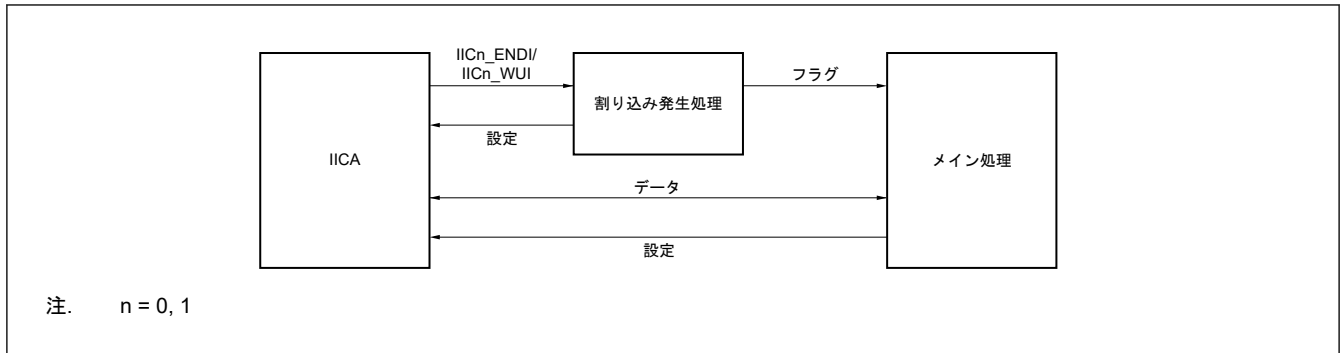 IICn_ENDI/
IICn_WUI
フラグ
割り込み発生処理
設定
IICA
メイン処理
データ
設定
注. n = 0, 1